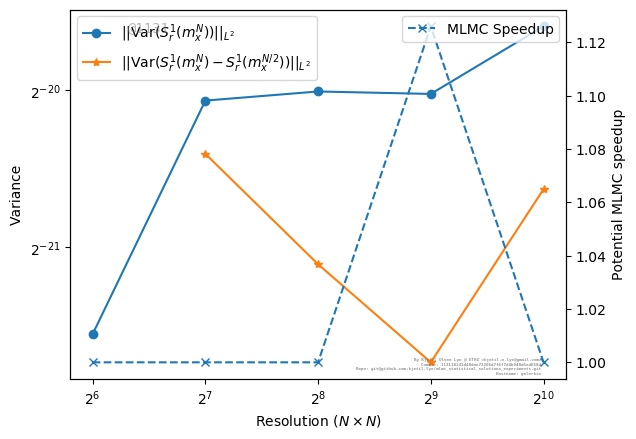 ||Var(S_r^1(m_x^N))||_{L^2}
||Var(S_r^1(m_x^N) − S_r^1(m_x^{N/2}))||_{L^2}
MLMC Speedup
2^{-20}
2^{-21}
Variance
1.12
1.10
1.08
1.06
1.04
1.02
1.00
Potential MLMC speedup
2^6
2^7
2^8
2^9
2^{10}
Resolution (N × N)